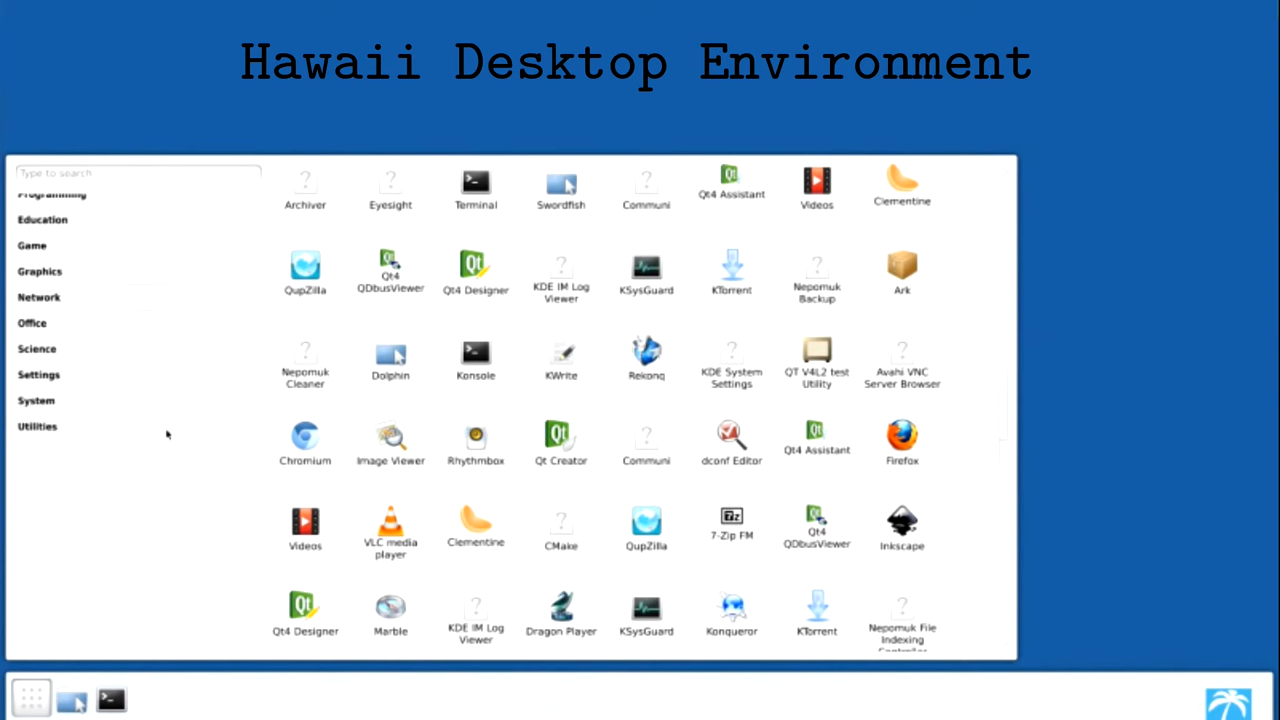 Hawaii Desktop Environment
Type to search
Programming
Education
Game
Graphics
Network
Office
Science
Settings
System
Utilities
Archiver
Eyesight
Terminal
Swordfish
Communi
Qt4 Assistant
Videos
Clementine
QupZilla
Qt4
QDbusViewer
Qt4 Designer
KDE IM Log
Viewer
KSysGuard
KTorrent
Nepomuk
Backup
Ark
Nepomuk
Cleaner
Dolphin
Konsole
KWrite
Rekonq
KDE System
Settings
QT V4L2 test
Utility
Avahi VNC
Server Browser
Chromium
Image Viewer
Rhythmbox
Qt Creator
Communi
dconf Editor
Qt4 Assistant
Firefox
Videos
VLC media
player
Clementine
CMake
QupZilla
7-Zip FM
Qt4
QDbusViewer
Inkscape
Qt4 Designer
Marble
KDE IM Log
Viewer
Dragon Player
KSysGuard
Konqueror
KTorrent
Nepomuk File
Indexing
Controller